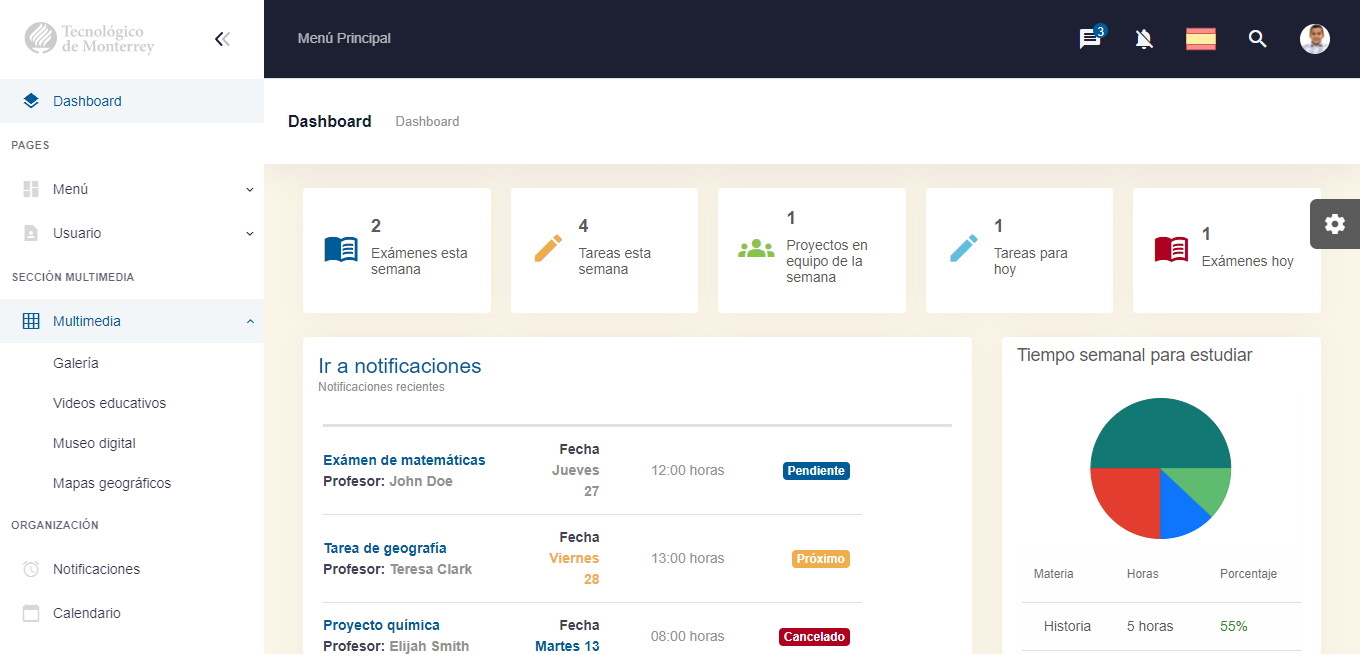 Tecnológico
de Monterrey
Menú Principal
3
Dashboard
PAGES
Menú
Usuario
SECCIÓN MULTIMEDIA
Multimedia
Galería
Videos educativos
Museo digital
Mapas geográficos
ORGANIZACIÓN
Notificaciones
Calendario
Dashboard
Dashboard
2
Exámenes esta
semana
4
Tareas esta
semana
1
Proyectos en
equipo de la
semana
1
Tareas para
hoy
1
Exámenes hoy
Ir a notificaciones
Notificaciones recientes
Exámen de matemáticas
Profesor: John Doe
Fecha
Jueves
27
12:00 horas
Pendiente
Tarea de geografía
Profesor: Teresa Clark
Fecha
Viernes
28
13:00 horas
Próximo
Proyecto química
Profesor: Elijah Smith
Fecha
Martes 13
08:00 horas
Cancelado
Tiempo semanal para estudiar
Materia Horas Porcentaje
Historia 5 horas 55%